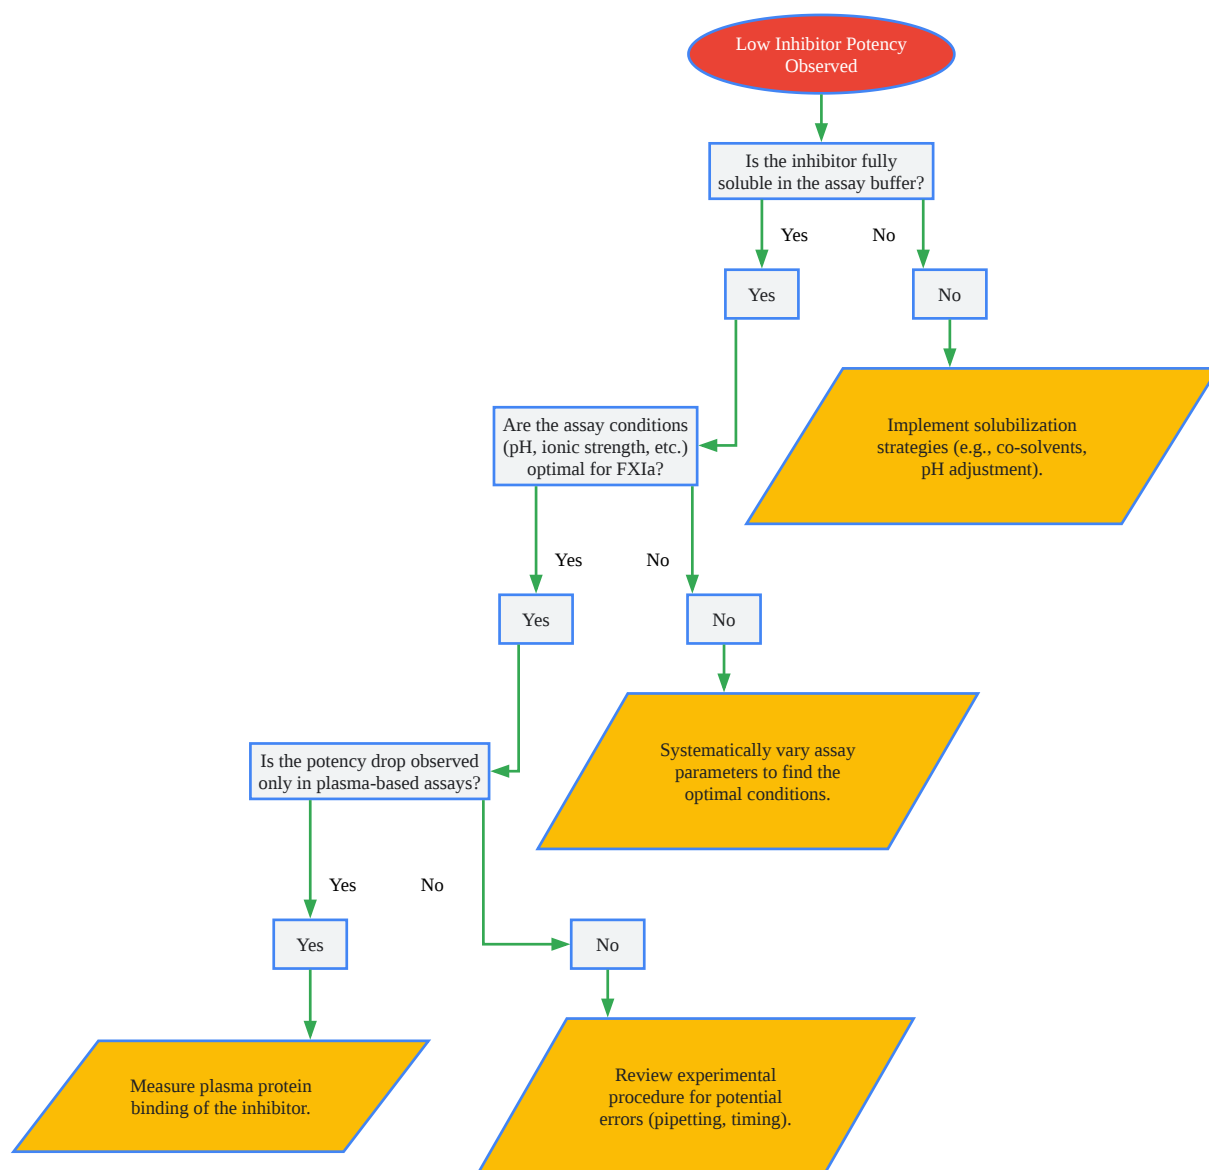 Low Inhibitor Potency
Observed
Is the inhibitor fully
soluble in the assay buffer?
Yes
No
Yes
No
Implement solubilization
strategies (e.g., co-solvents,
pH adjustment).
Are the assay conditions
(pH, ionic strength, etc.)
optimal for FXIa?
Yes
No
Yes
No
Systematically vary assay
parameters to find the
optimal conditions.
Is the potency drop observed
only in plasma-based assays?
Yes
No
Yes
No
Measure plasma protein
binding of the inhibitor.
Review experimental
procedure for potential
errors (pipetting, timing).